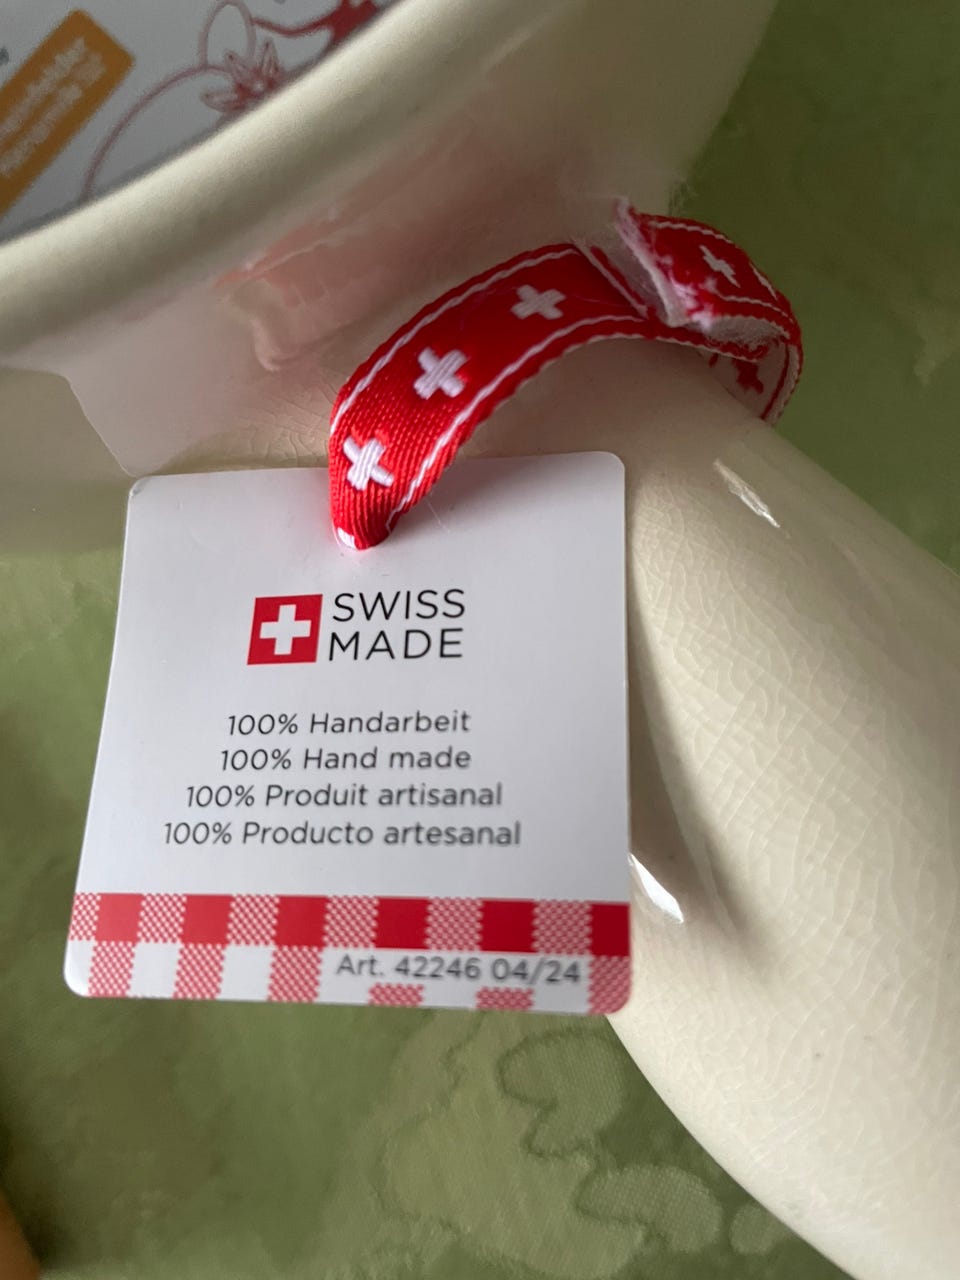 SWISS
MADE
100% Handarbeit
100% Hand made
100% Produit artisanal
100% Producto artesanal
Art. 42246 04/24